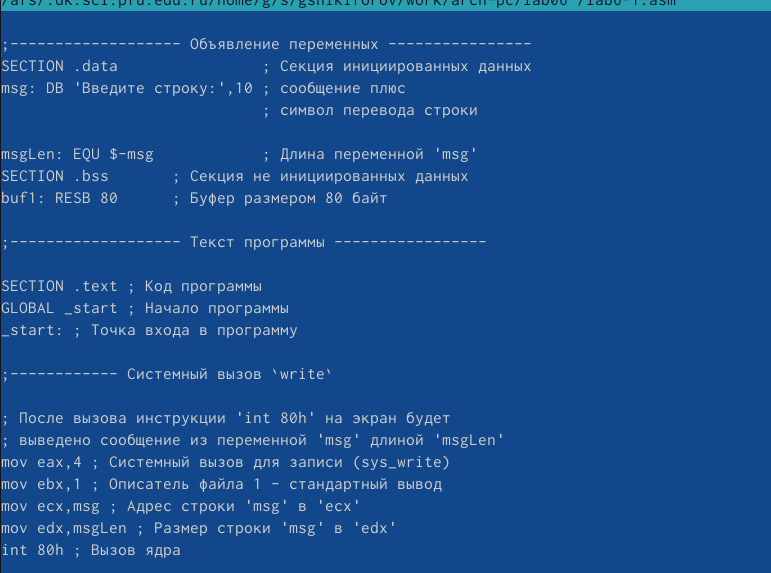 /afs/.dk.sci.pfu.edu.ru/home/g/s/gsnikiforov/work/arch-pc/lab06 /lab6-1.asm
;------------------- Объявление переменных ----------------
SECTION .data ; Секция инициированных данных
msg: DB 'Введите строку:',10 ; сообщение плюс
; символ перевода строки
msgLen: EQU $-msg ; Длина переменной 'msg'
SECTION .bss ; Секция не инициированных данных
buf1: RESB 80 ; Буфер размером 80 байт
;------------------- Текст программы -----------------
SECTION .text ; Код программы
GLOBAL _start ; Начало программы
_start: ; Точка входа в программу
;------------ Системный вызов `write`
; После вызова инструкции 'int 80h' на экран будет
; выведено сообщение из переменной 'msg' длиной 'msgLen'
mov eax,4 ; Системный вызов для записи (sys_write)
mov ebx,1 ; Описатель файла 1 - стандартный вывод
mov ecx,msg ; Адрес строки 'msg' в 'ecx'
mov edx,msgLen ; Размер строки 'msg' в 'edx'
int 80h ; Вызов ядра